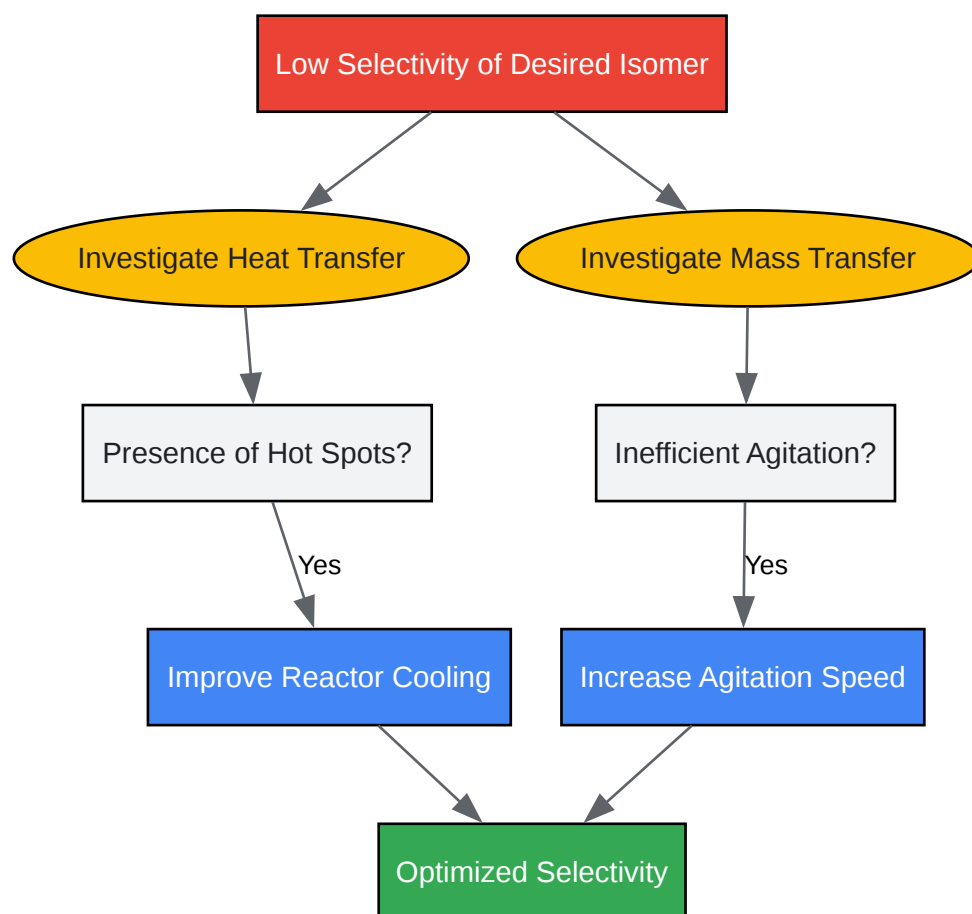 Low Selectivity of Desired Isomer
Investigate Heat Transfer
Investigate Mass Transfer
Presence of Hot Spots?
Inefficient Agitation?
Yes
Yes
Improve Reactor Cooling
Increase Agitation Speed
Optimized Selectivity